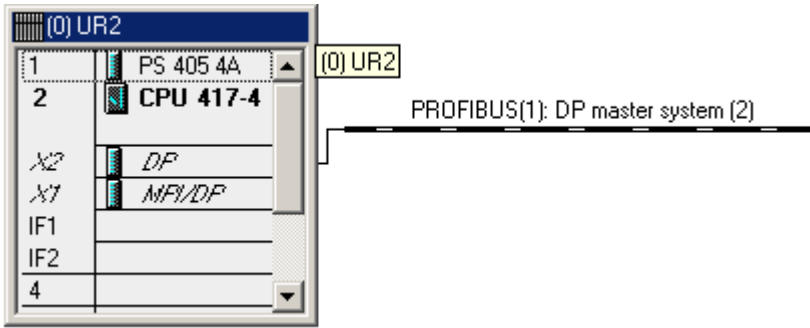 (0) UR2
1 PS 405 4A
(0) UR2
2 CPU 417-4
PROFIBUS(1): DP master system (2)
X2 DP
X1 MPI/DP
IF1
IF2
4